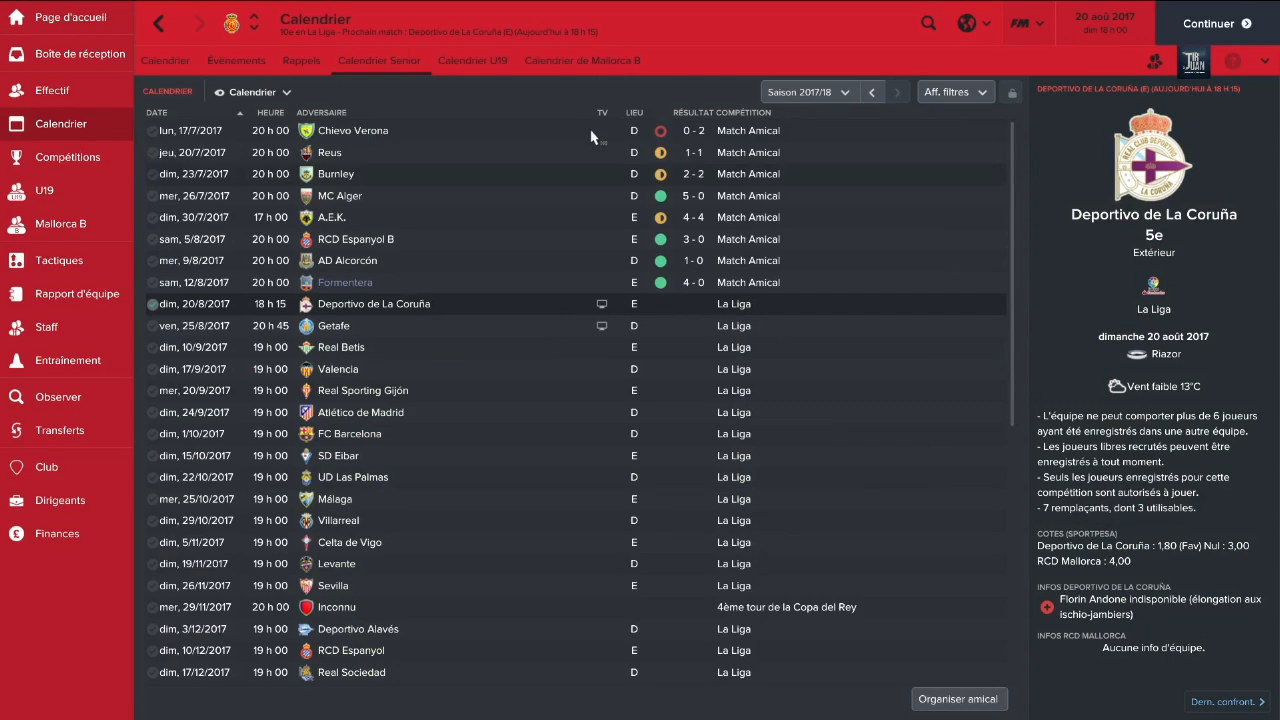 Page d'accueil
Boîte de réception
Effectif
Calendrier
Compétitions
U19
Mallorca B
Tactiques
Rapport d'équipe
Staff
Entraînement
Observer
Transferts
Club
Dirigeants
Finances
Calendrier
10e en La Liga - Prochain match : Deportivo de La Coruña (E) (Aujourd'hui à 18 h 15)
FM
20 aoû 2017
dim 18 h 00
Continuer
Calendrier Évènements Rappels Calendrier Senior Calendrier U19 Calendrier de Mallorca B
CALENDRIER Calendrier Saison 2017/18 Aff. filtres
DATE HEURE ADVERSAIRE TV LIEU RÉSULTAT COMPÉTITION
lun, 17/7/2017 20 h 00 Chievo Verona D 0 - 2 Match Amical
jeu, 20/7/2017 20 h 00 Reus D 1 - 1 Match Amical
dim, 23/7/2017 20 h 00 Burnley D 2 - 2 Match Amical
mer, 26/7/2017 20 h 00 MC Alger D 5 - 0 Match Amical
dim, 30/7/2017 17 h 00 A.E.K. E 4 - 4 Match Amical
sam, 5/8/2017 20 h 00 RCD Espanyol B E 3 - 0 Match Amical
mer, 9/8/2017 20 h 00 AD Alcorcón D 1 - 0 Match Amical
sam, 12/8/2017 20 h 00 Formentera E 4 - 0 Match Amical
dim, 20/8/2017 18 h 15 Deportivo de La Coruña E La Liga
ven, 25/8/2017 20 h 45 Getafe D La Liga
dim, 10/9/2017 19 h 00 Real Betis E La Liga
dim, 17/9/2017 19 h 00 Valencia D La Liga
mer, 20/9/2017 19 h 00 Real Sporting Gijón E La Liga
dim, 24/9/2017 19 h 00 Atlético de Madrid D La Liga
dim, 1/10/2017 19 h 00 FC Barcelona D La Liga
dim, 15/10/2017 19 h 00 SD Eibar E La Liga
dim, 22/10/2017 19 h 00 UD Las Palmas D La Liga
mer, 25/10/2017 19 h 00 Málaga E La Liga
dim, 29/10/2017 19 h 00 Villarreal D La Liga
dim, 5/11/2017 19 h 00 Celta de Vigo E La Liga
dim, 19/11/2017 19 h 00 Levante D La Liga
dim, 26/11/2017 19 h 00 Sevilla E La Liga
mer, 29/11/2017 20 h 00 Inconnu 4ème tour de la Copa del Rey
dim, 3/12/2017 19 h 00 Deportivo Alavés D La Liga
dim, 10/12/2017 19 h 00 RCD Espanyol E La Liga
dim, 17/12/2017 19 h 00 Real Sociedad D La Liga
Organiser amical
DEPORTIVO DE LA CORUÑA (E) (AUJOURD'HUI À 18 H 15)
Deportivo de La Coruña
5e
Extérieur
La Liga
dimanche 20 août 2017
Riazor
Vent faible 13°C
- L'équipe ne peut comporter plus de 6 joueurs
ayant été enregistrés dans une autre équipe.
- Les joueurs libres recrutés peuvent être
enregistrés à tout moment.
- Seuls les joueurs enregistrés pour cette
compétition sont autorisés à jouer.
- 7 remplaçants, dont 3 utilisables.
COTES (SPORTPESA)
Deportivo de La Coruña : 1,80 (Fav) Nul : 3,00
RCD Mallorca : 4,00
INFOS DEPORTIVO DE LA CORUÑA
Florin Andone indisponible (élongation aux
ischio-jambiers)
INFOS RCD MALLORCA
Aucune info d'équipe.
Dern. confront.